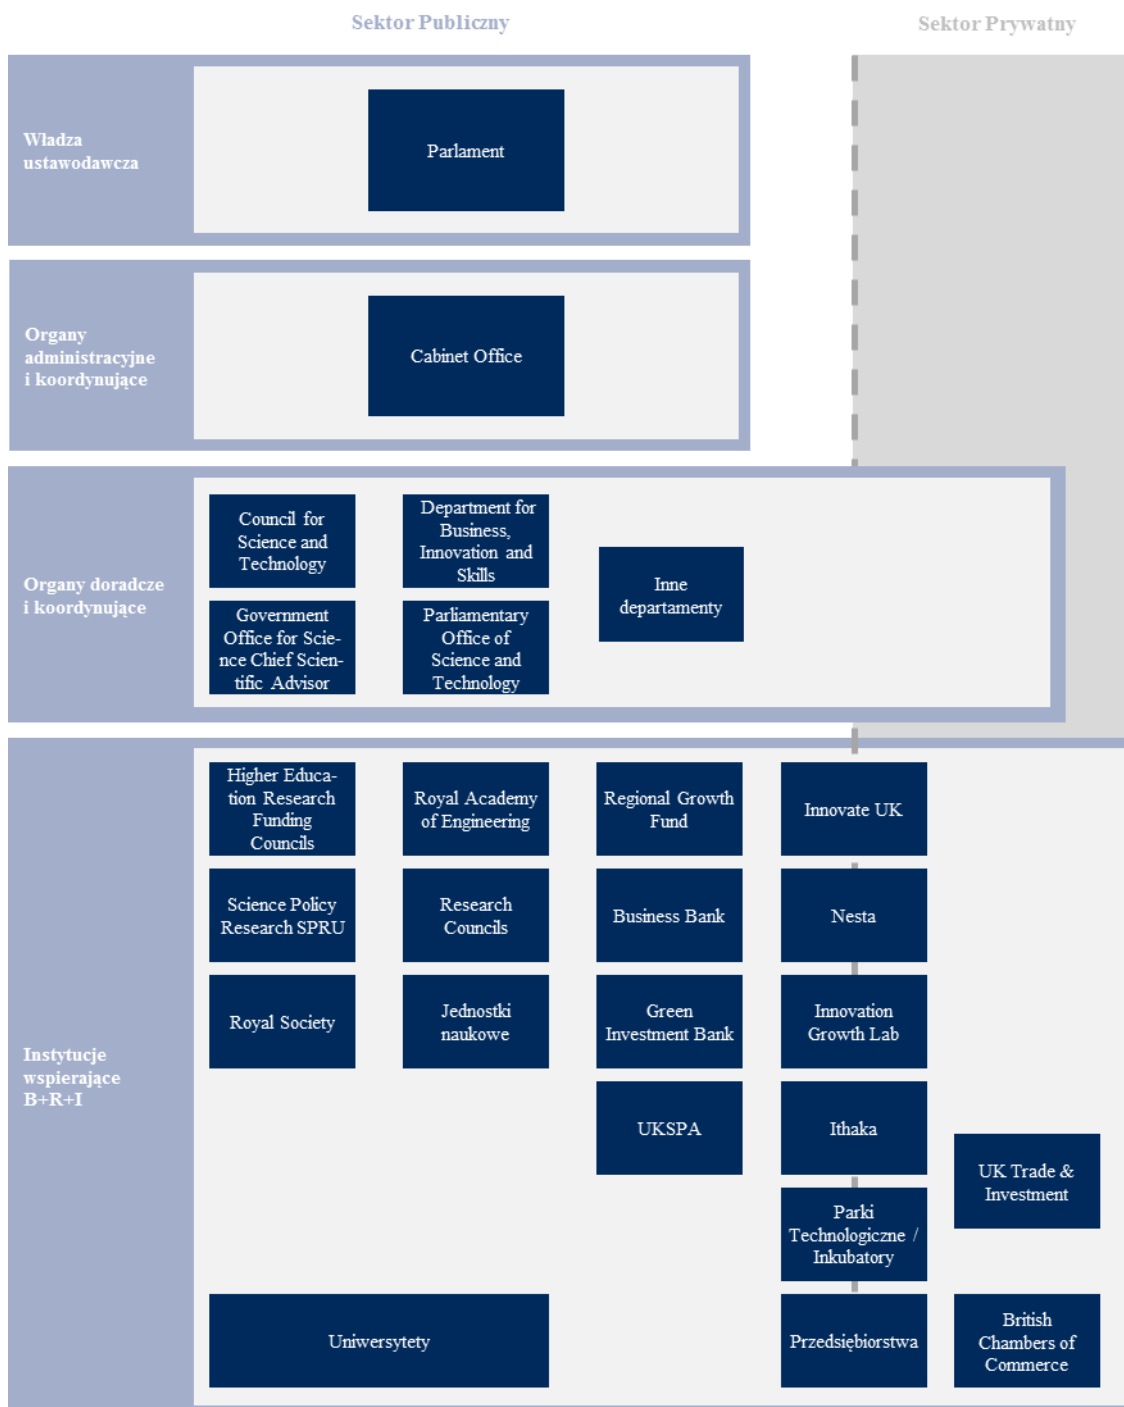 Sektor Publiczny
Sektor Prywatny
Władza
ustawodawcza
Parlament
Organy
administracyjne
i koordynujące
Cabinet Office
Organy doradcze
i koordynujące
Council for
Science and
Technology
Department for
Business,
Innovation and
Skills
Inne
departamenty
Government
Office for Scie-
nce Chief Scien-
tific Advisor
Parliamentary
Office of
Science and
Technology
Instytucje
wspierające
B+R+I
Higher Educa-
tion Research
Funding
Councils
Royal Academy
of Engineering
Regional Growth
Fund
Innovate UK
Science Policy
Research SPRU
Research
Councils
Business Bank
Nesta
Royal Society
Jednostki
naukowe
Green
Investment Bank
Innovation
Growth Lab
UKSPA
Ithaka
UK Trade &
Investment
Parki
Technologiczne /
Inkubatory
Uniwersytety
Przedsiębiorstwa
British
Chambers of
Commerce